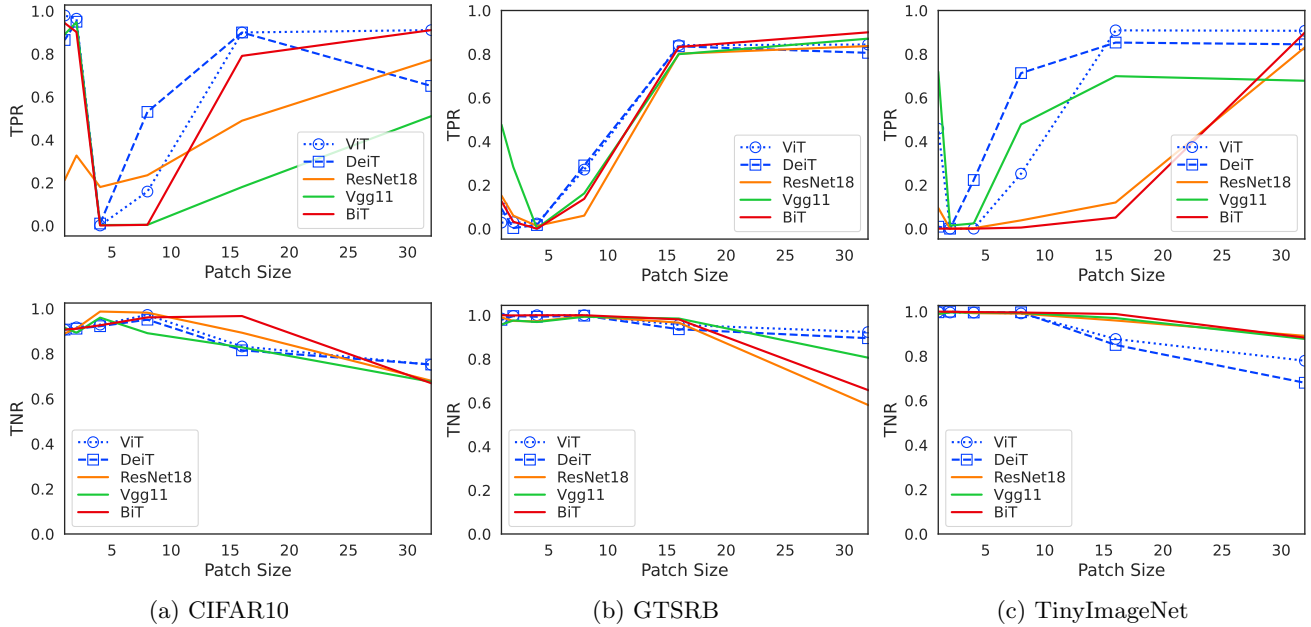 1.0
0.8
0.6
0.4
0.2
0.0
TPR
5
10
15
20
25
30
Patch Size
ViT
DeiT
ResNet18
Vgg11
BiT
1.0
0.8
0.6
0.4
0.2
0.0
TPR
5
10
15
20
25
30
Patch Size
ViT
DeiT
ResNet18
Vgg11
BiT
1.0
0.8
0.6
0.4
0.2
0.0
TPR
5
10
15
20
25
30
Patch Size
ViT
DeiT
ResNet18
Vgg11
BiT
1.0
0.8
0.6
0.4
0.2
0.0
TNR
5
10
15
20
25
30
Patch Size
ViT
DeiT
ResNet18
Vgg11
BiT
1.0
0.8
0.6
0.4
0.2
0.0
TNR
5
10
15
20
25
30
Patch Size
ViT
DeiT
ResNet18
Vgg11
BiT
1.0
0.8
0.6
0.4
0.2
0.0
TNR
5
10
15
20
25
30
Patch Size
ViT
DeiT
ResNet18
Vgg11
BiT
(a) CIFAR10
(b) GTSRB
(c) TinyImageNet